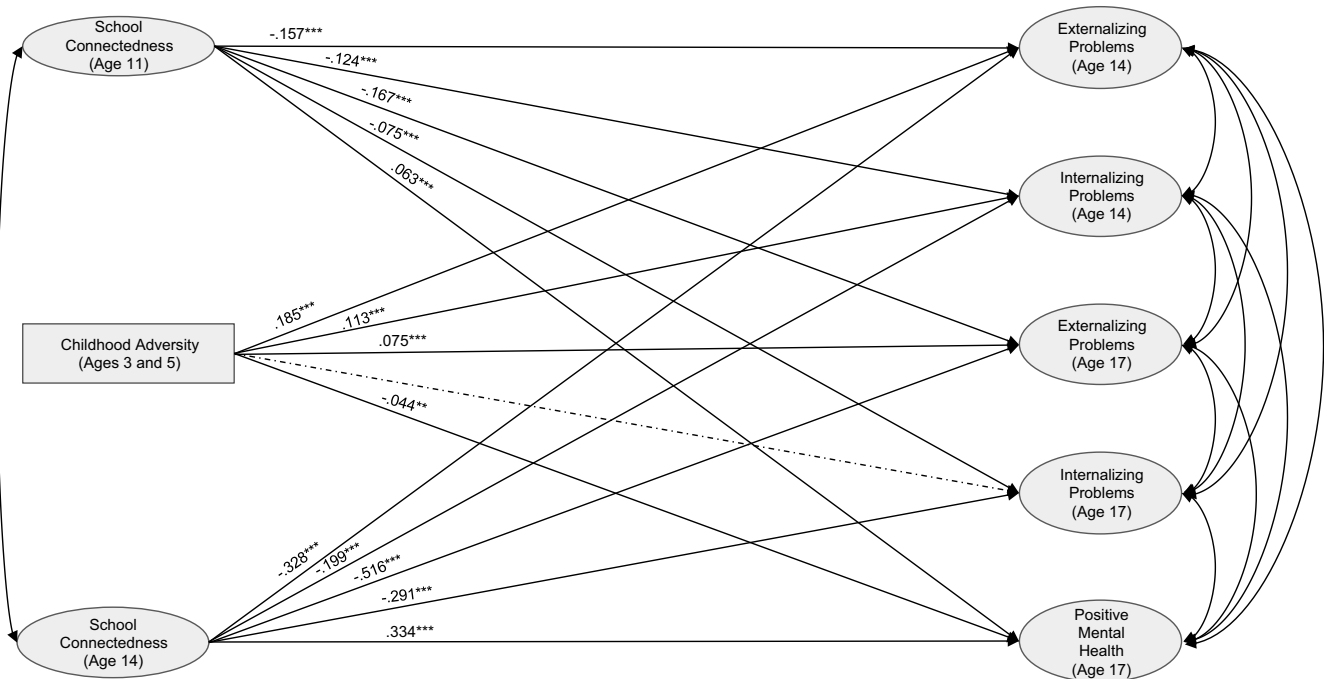 School
Connectedness
(Age 11)
-.157***
-.124***
-.167***
-.075***
.063***
Externalizing
Problems
(Age 14)
Internalizing
Problems
(Age 14)
Childhood Adversity
(Ages 3 and 5)
.185***
.113***
.075***
-.044**
Externalizing
Problems
(Age 17)
Internalizing
Problems
(Age 17)
School
Connectedness
(Age 14)
-.328***
-.199***
-.516***
-.291***
.334***
Positive
Mental
Health
(Age 17)